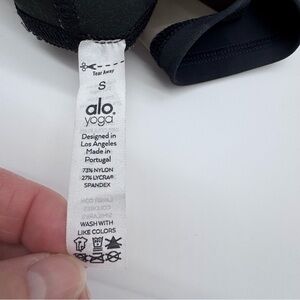 Tear Away
S
alo
yoga
Designed in
Los Angeles
Made in
Portugal
73% NYLON
27% LYCRA®
SPANDEX
WASH WITH
LIKE COLORS